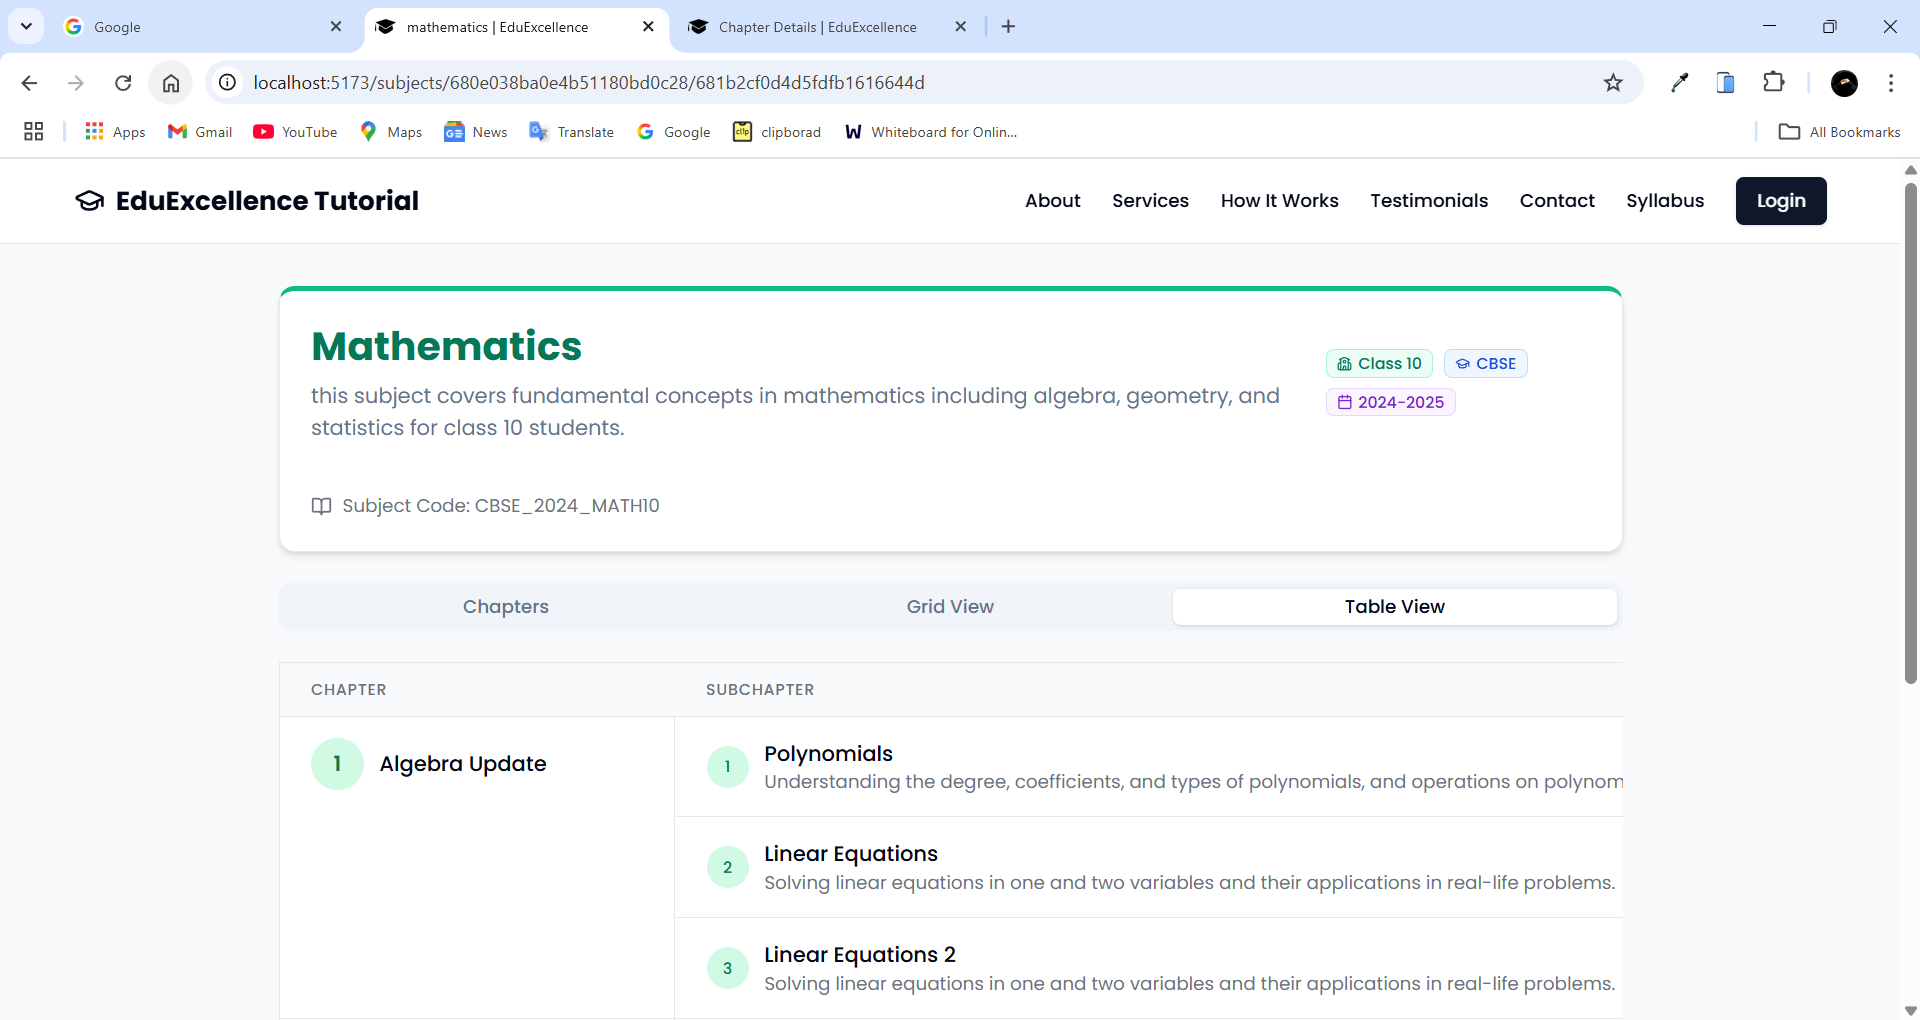 Google
mathematics | EduExcellence
Chapter Details | EduExcellence
localhost:5173/subjects/680e038ba0e4b51180bd0c28/681b2cf0d4d5fdfb1616644d
Apps
Gmail
YouTube
Maps
News
Translate
Google
clipborad
Whiteboard for Onlin...
All Bookmarks
EduExcellence Tutorial
About
Services
How It Works
Testimonials
Contact
Syllabus
Login
Mathematics
this subject covers fundamental concepts in mathematics including algebra, geometry, and
statistics for class 10 students.
Class 10
CBSE
2024-2025
Subject Code: CBSE_2024_MATH10
Chapters
Grid View
Table View
CHAPTER
SUBCHAPTER
1
Algebra Update
1
Polynomials
Understanding the degree, coefficients, and types of polynomials, and operations on polynom
2
Linear Equations
Solving linear equations in one and two variables and their applications in real-life problems.
3
Linear Equations 2
Solving linear equations in one and two variables and their applications in real-life problems.